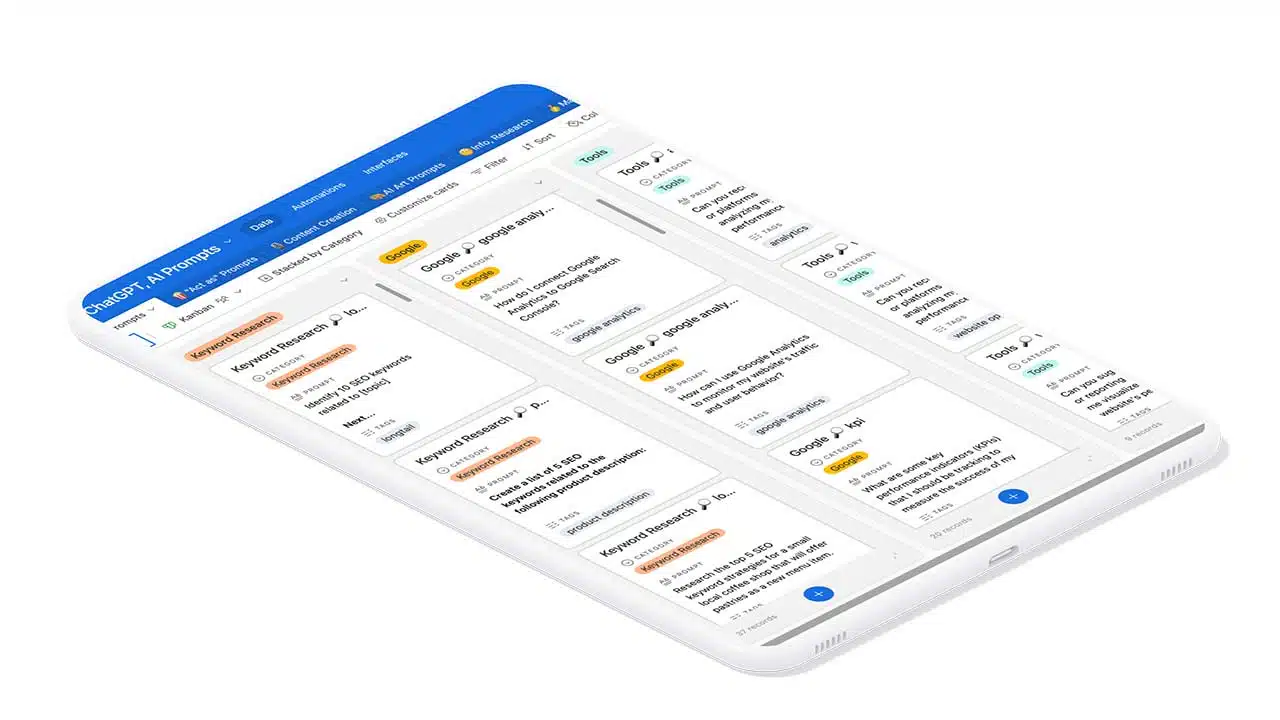 ChatGPT, AI Prompts
Data
Automations
Interfaces
rompts
"Act as" Prompts
Content Creation
AI Art Prompts
Info, Research
Ma
Kanban
Stacked by Category
Customize cards
Filter
Sort
Col
Keyword Research
Keyword Research 🔎 lo...
CATEGORY
Keyword Research
PROMPT
Identify 10 SEO keywords
related to [topic]
Next...
TAGS
longtail
Keyword Research 🔎 p...
CATEGORY
Keyword Research
PROMPT
Create a list of 5 SEO
keywords related to the
following product description:
TAGS
product description
Keyword Research 🔎 lo...
CATEGORY
Keyword Research
PROMPT
Research the top 5 SEO
keyword strategies for a small
local coffee shop that will offer
pastries as a new menu item.
TAGS
37 records
Google
Google 🔎 google analy...
CATEGORY
Google
PROMPT
How do I connect Google
Analytics to Google Search
Console?
TAGS
google analytics
Google 🔎 google analy...
CATEGORY
Google
PROMPT
How can I use Google Analytics
to monitor my website's traffic
and user behavior?
TAGS
google analytics
Google 🔎 kpi
CATEGORY
Google
PROMPT
What are some key
performance indicators (KPIs)
that I should be tracking to
measure the success of my
TAGS
20 records
Tools
Tools 🔎
CATEGORY
Tools
PROMPT
Can you rec
or platforms
analyzing my
performance
TAGS
analytics
Tools 🔎
CATEGORY
Tools
PROMPT
Can you rec
or platforms
analyzing my
performance
TAGS
website op
Tools 🔎
CATEGORY
Tools
PROMPT
Can you sug
or reporting
me visualize
website's pe
TAGS
9 records